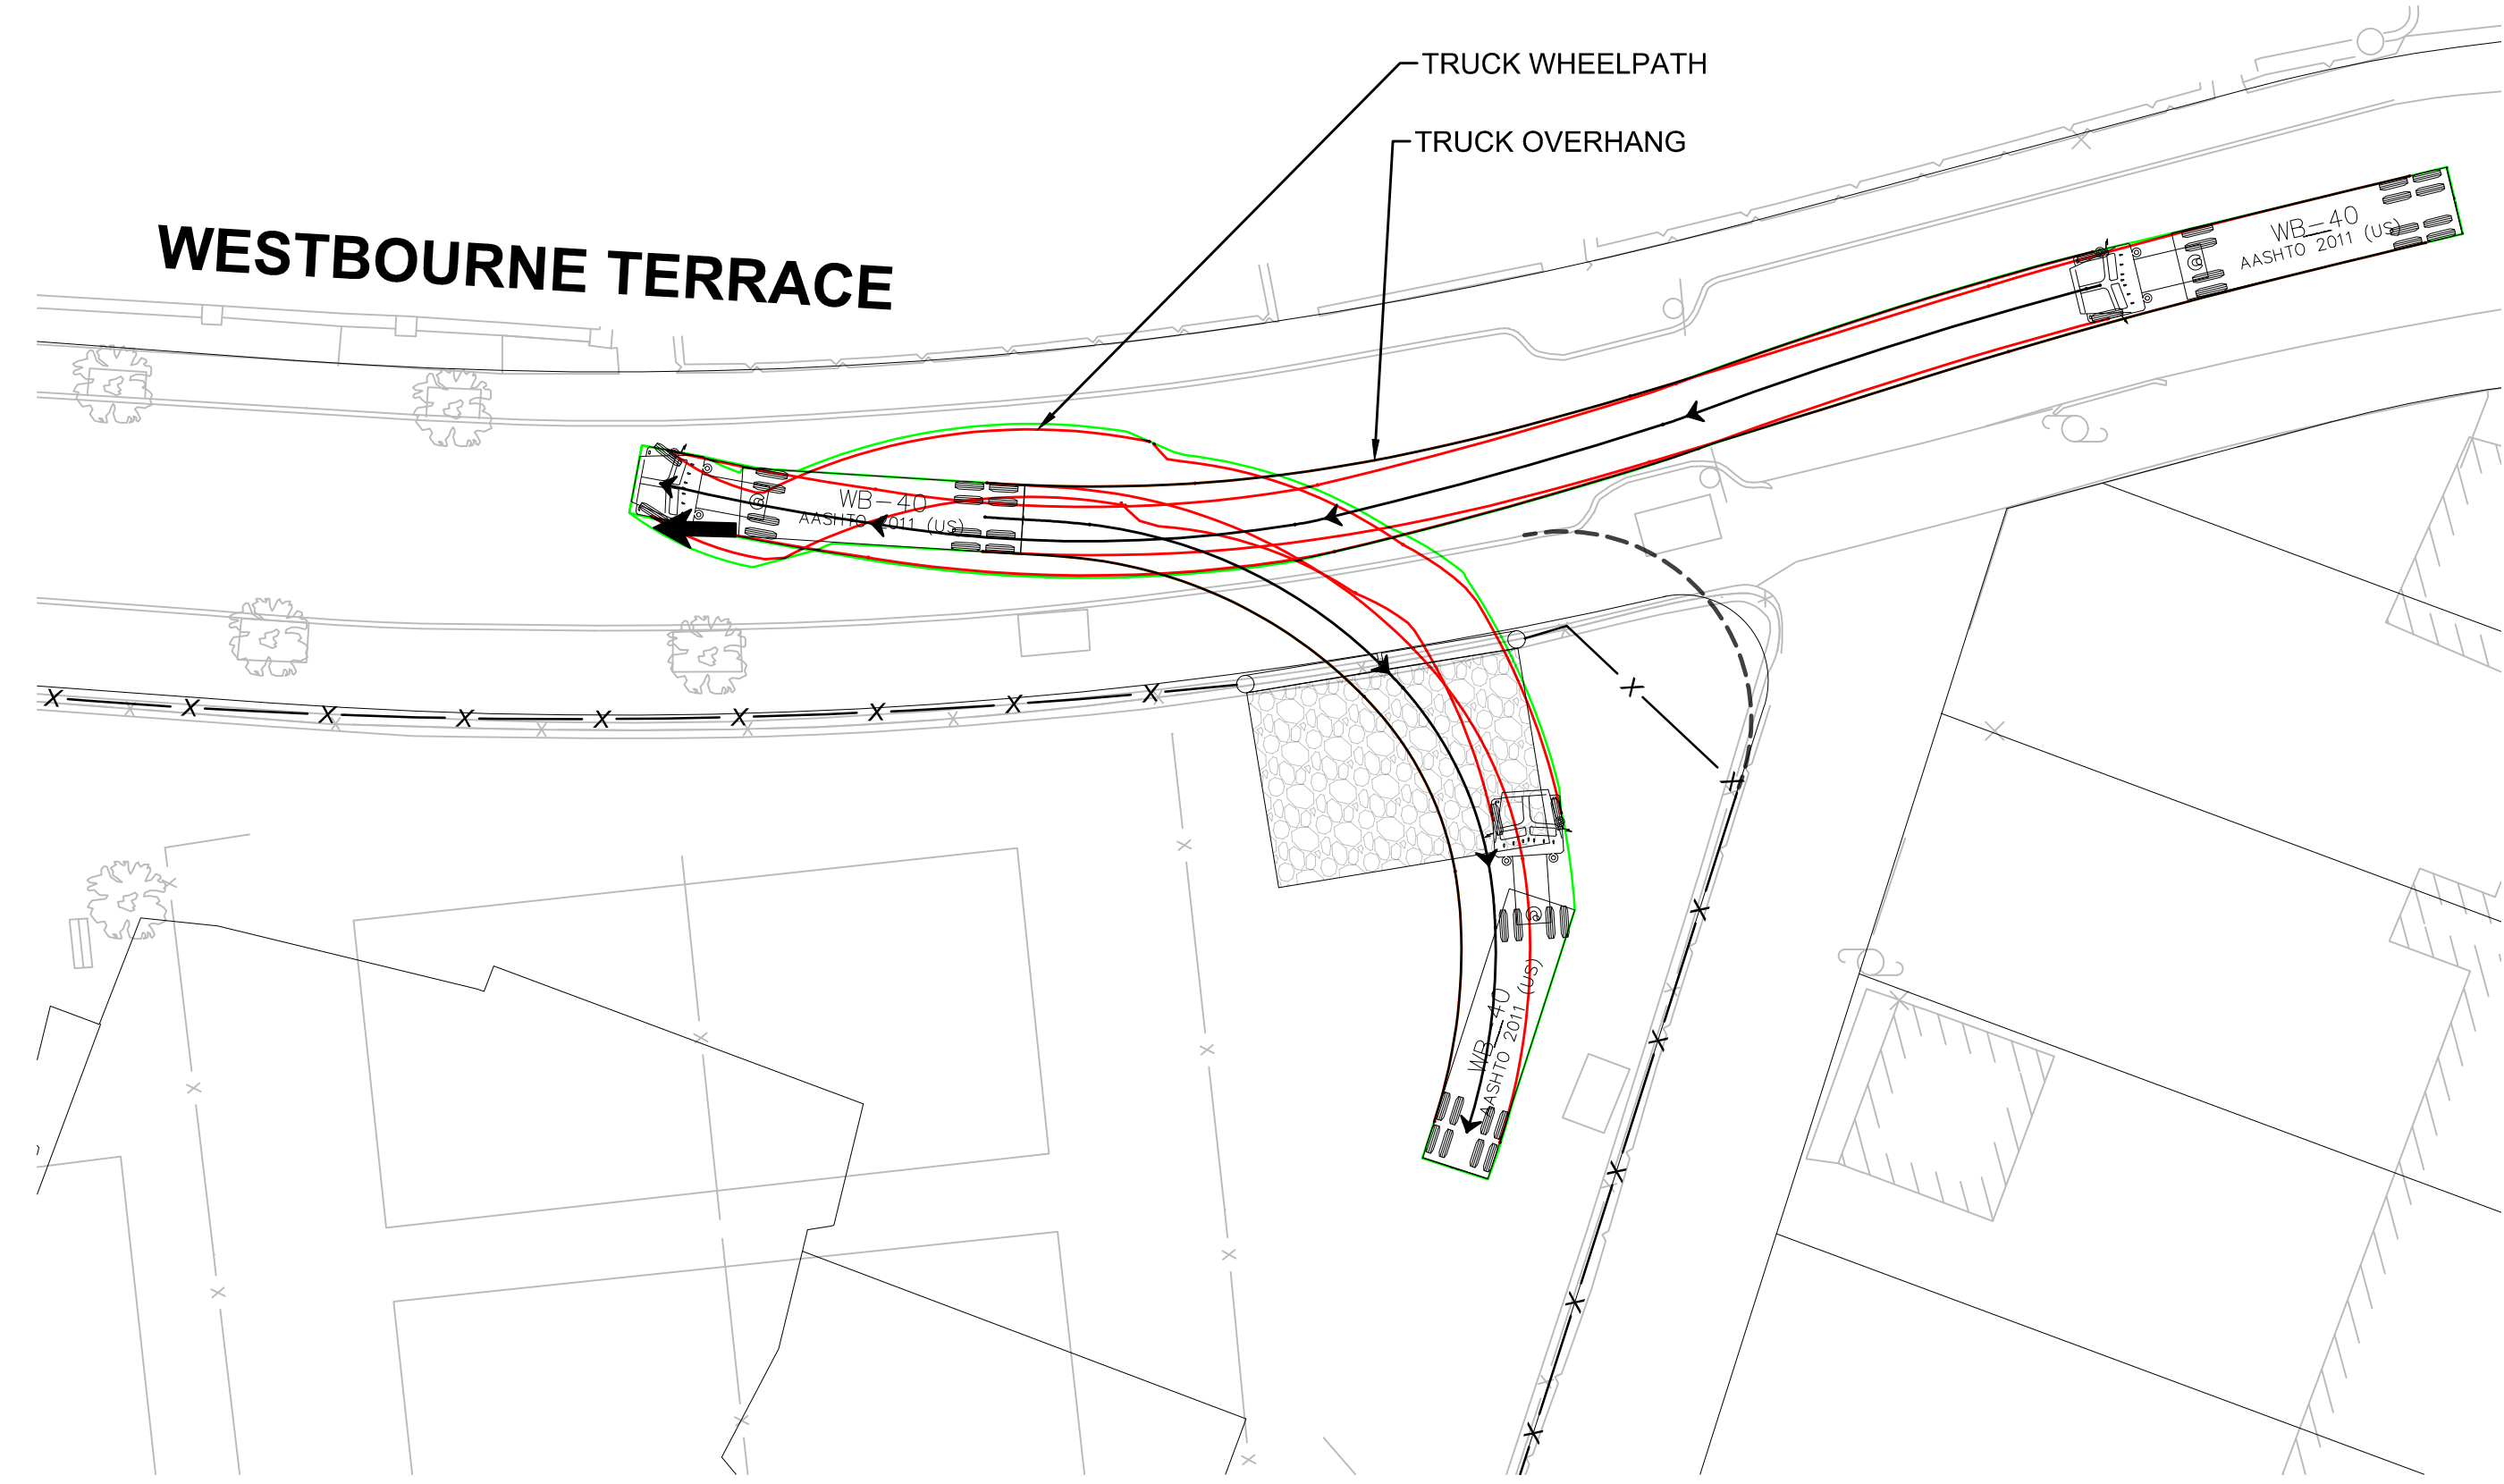 TRUCK WHEELPATH
TRUCK OVERHANG
WESTBOURNE TERRACE
WB-40
AASHTO 2011 (US)
WB-40
AASHTO 2011 (US)
WB-40
AASHTO 2011 (US)